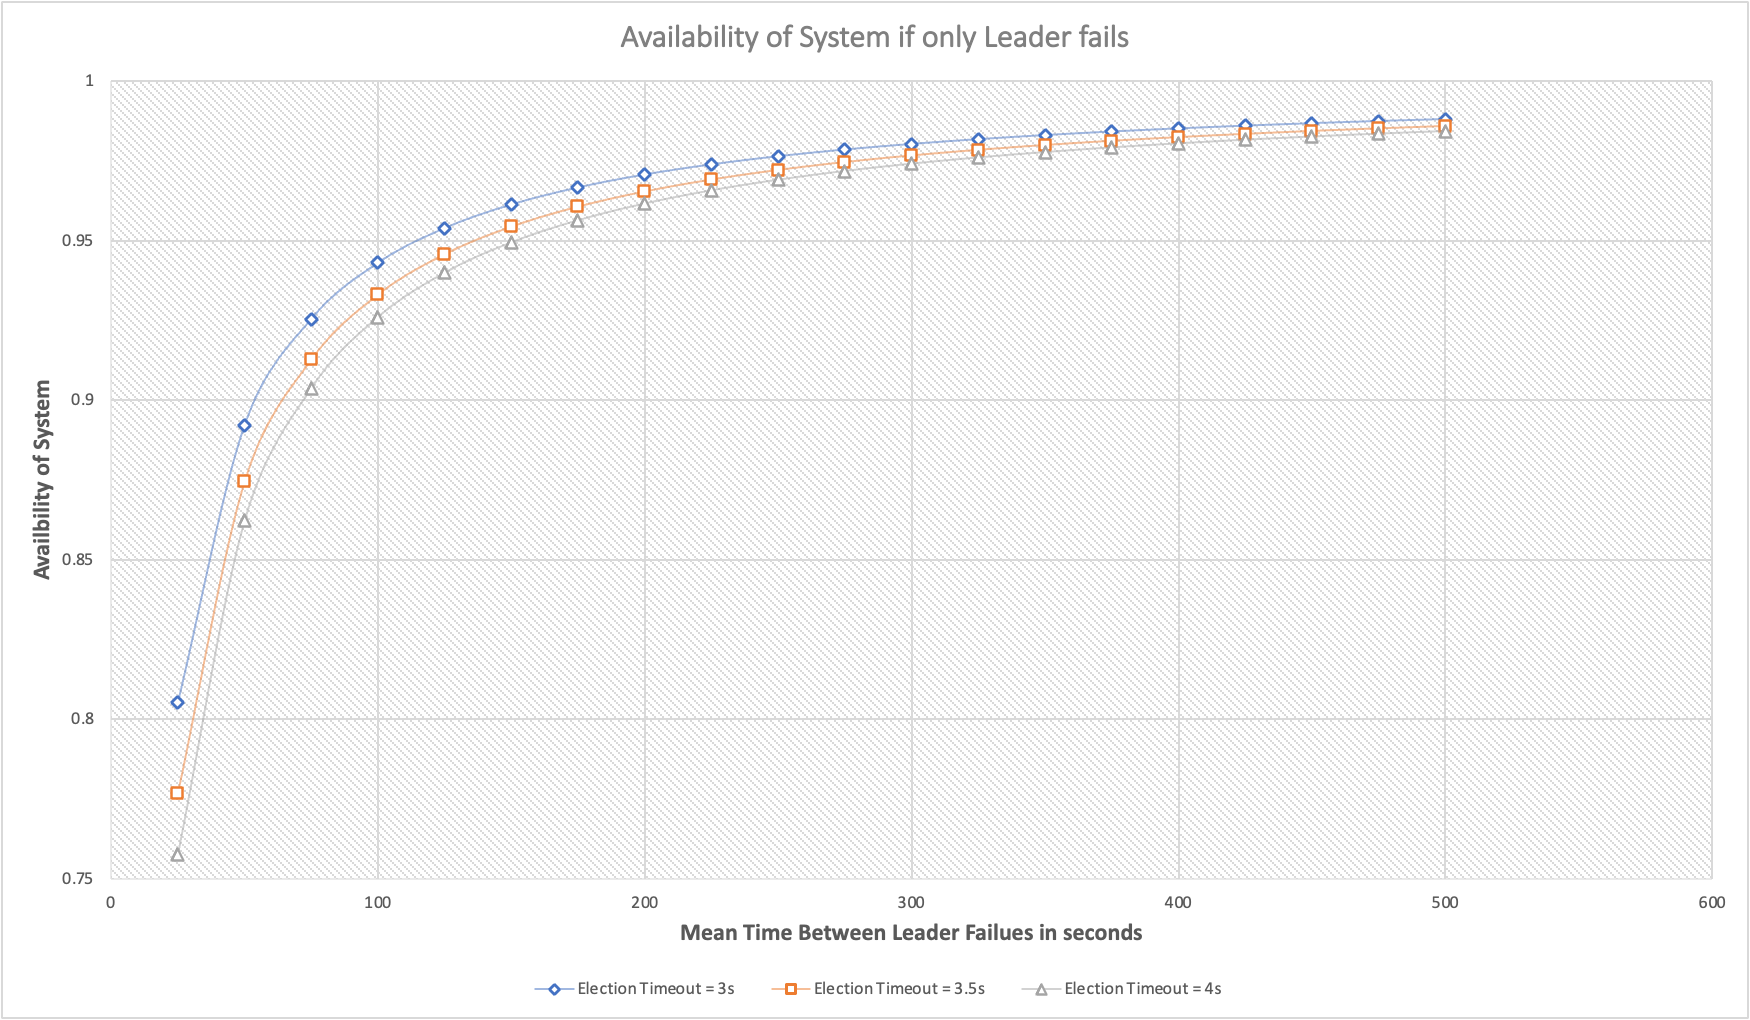 Availability of System if only Leader fails
1
0.95
0.9
0.85
0.8
0.75
Availbility of System
0 100 200 300 400 500 600
Mean Time Between Leader Failues in seconds
Election Timeout = 3s Election Timeout = 3.5s Election Timeout = 4s